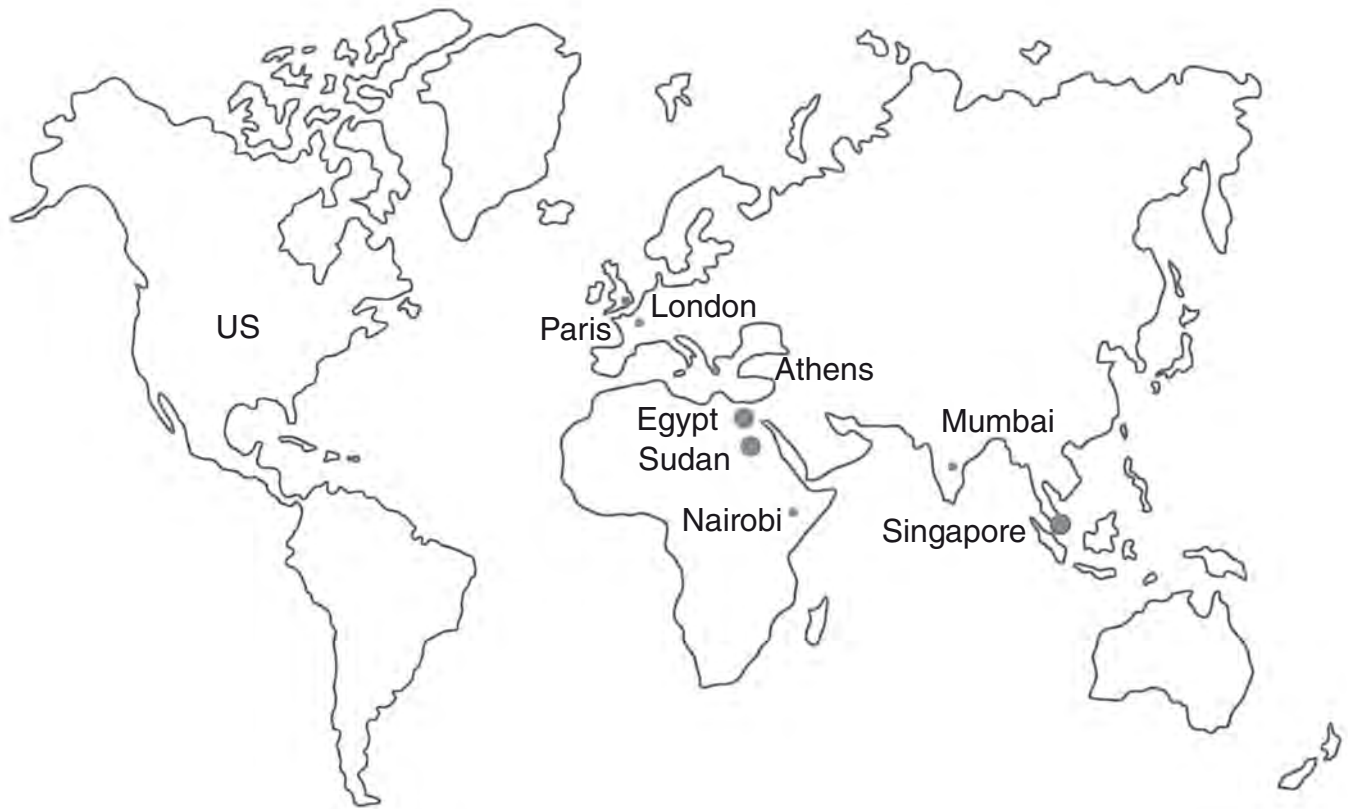 London
US
Paris
Athens
Egypt
Mumbai
Sudan
Nairobi
Singapore